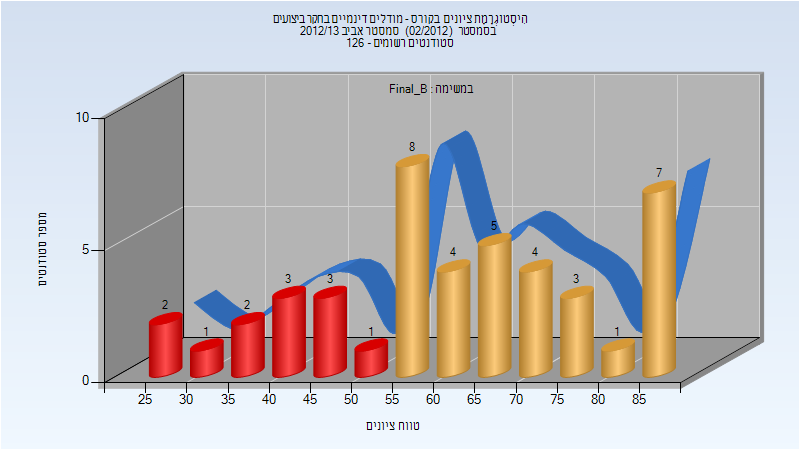 היסטוגרמת ציונים בקורס - מודלים דינמיים בחקר ביצועים
בסמסטר (02/2012) סמסטר אביב 2012/13
סטודנטים רשומים - 126
במשימה : Final_B
מספר סטודנטים
10
5
0
2
1
2
3
3
1
8
4
5
4
3
1
7
25 30 35 40 45 50 55 60 65 70 75 80 85
טווח ציונים